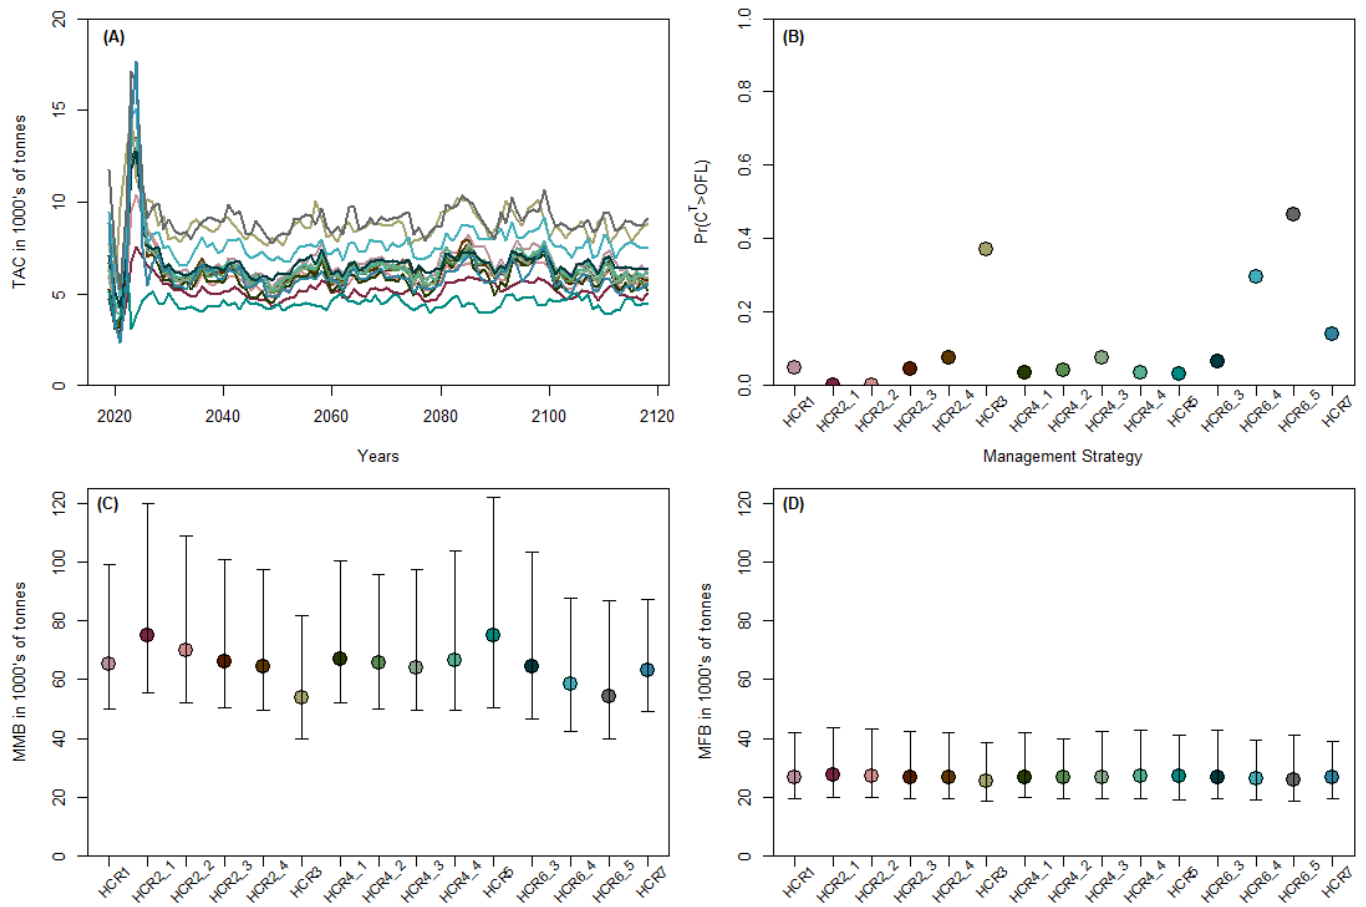 (A)
TAC in 1000's of tonnes
20
15
10
5
0
2020
2040
2060
2080
2100
2120
Years
(B)
Pr(C^T>OFL)
1.0
0.8
0.6
0.4
0.2
0.0
HCR1
HCR2_1
HCR2_2
HCR2_3
HCR2_4
HCR3
HCR4_1
HCR4_2
HCR4_3
HCR4_4
HCR5
HCR6_3
HCR6_4
HCR6_5
HCR7
Management Strategy
(C)
MMB in 1000's of tonnes
120
100
80
60
40
20
0
HCR1
HCR2_1
HCR2_2
HCR2_3
HCR2_4
HCR3
HCR4_1
HCR4_2
HCR4_3
HCR4_4
HCR5
HCR6_3
HCR6_4
HCR6_5
HCR7
(D)
MFB in 1000's of tonnes
120
100
80
60
40
20
0
HCR1
HCR2_1
HCR2_2
HCR2_3
HCR2_4
HCR3
HCR4_1
HCR4_2
HCR4_3
HCR4_4
HCR5
HCR6_3
HCR6_4
HCR6_5
HCR7